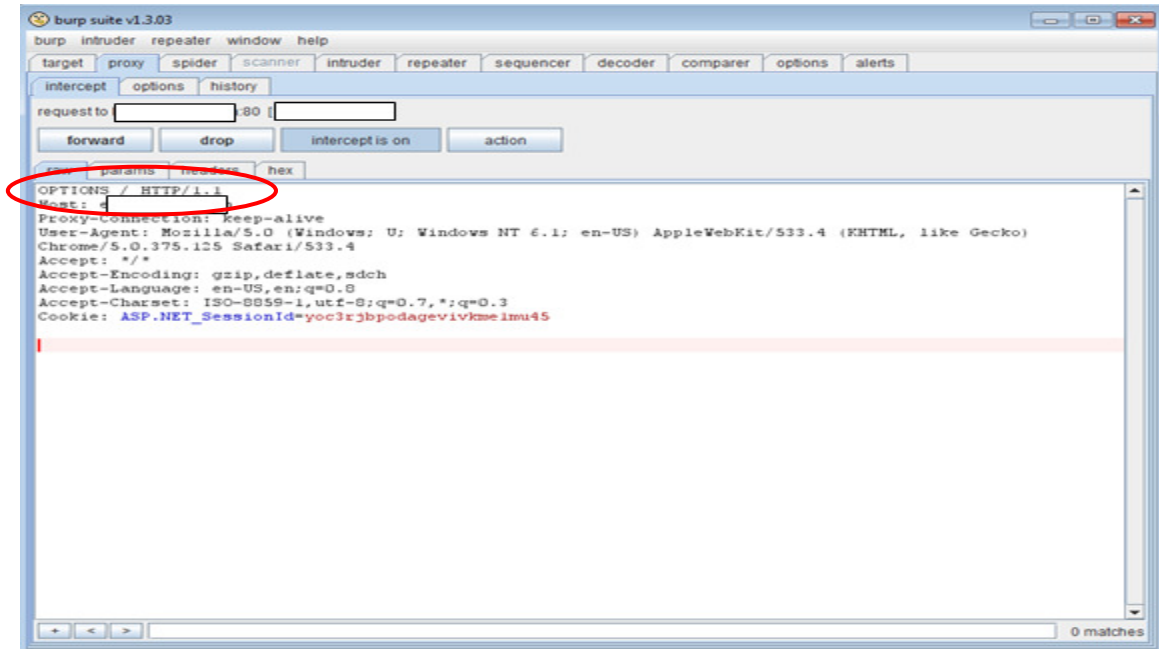 burp suite v1.3.03
burp intruder repeater window help
target proxy spider scanner intruder repeater sequencer decoder comparer options alerts
intercept options history
request to :80 [
forward drop intercept is on action
raw params headers hex
OPTIONS / HTTP/1.1
Host: e
Proxy-Connection: keep-alive
User-Agent: Mozilla/5.0 (Windows; U; Windows NT 6.1; en-US) AppleWebKit/533.4 (KHTML, like Gecko)
Chrome/5.0.375.125 Safari/533.4
Accept: */*
Accept-Encoding: gzip,deflate,sdch
Accept-Language: en-US,en;q=0.8
Accept-Charset: ISO-8859-1,utf-8;q=0.7,*;q=0.3
Cookie: ASP.NET_SessionId=yoc3rjbpodagevivkmeimu45
+ < > 0 matches